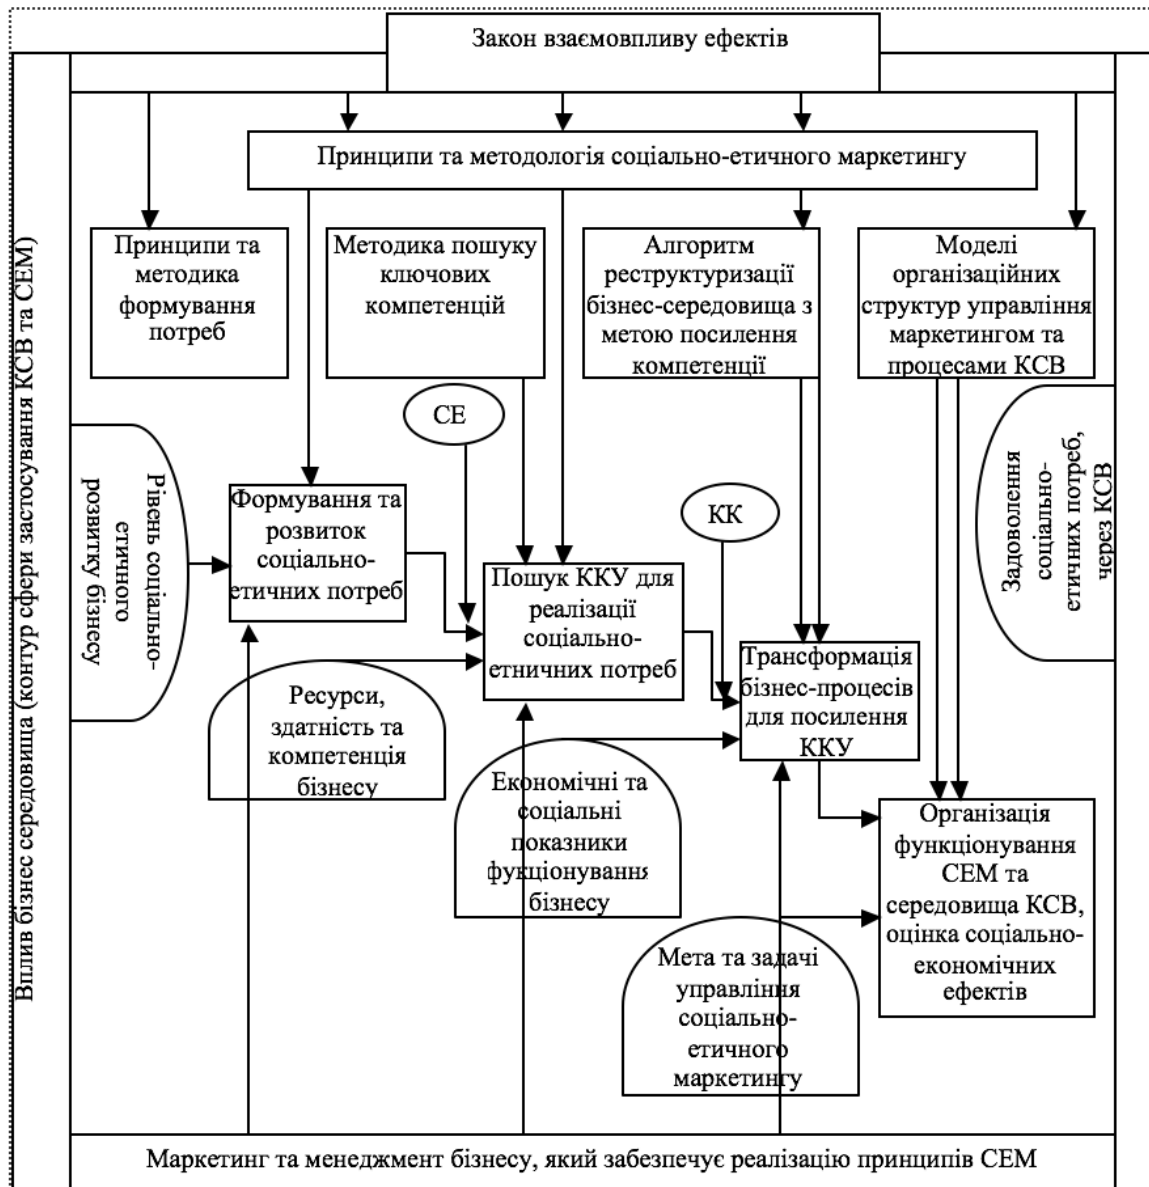 Закон взаємовпливу ефектів
Принципи та методологія соціально-етичного маркетингу
Принципи та
методика
формування
потреб
Методика пошуку
ключових
компетенцій
Алгоритм
реструктуризації
бізнес-середовища з
метою посилення
компетенції
Моделі
організаційних
структур управління
маркетингом та
процесами КСВ
Вплив бізнес середовища (контур сфери застосування КСВ та СЕМ)
СЕ
Рівень соціально-
етичного
розвитку бізнесу
Задоволення
соціально-
етичних потреб,
через КСВ
Формування та
розвиток
соціально-
етичних потреб
КК
Пошук ККУ для
реалізації
соціально-
етничних потреб
Трансформація
бізнес-процесів
для посилення
ККУ
Ресурси,
здатність та
компетенція
бізнесу
Економічні та
соціальні
показники
фукціонування
бізнесу
Організація
функціонування
СЕМ та
середовища КСВ,
оцінка соціально-
економічних
ефектів
Мета та задачі
управління
соціально-
етичного
маркетингу
Маркетинг та менеджмент бізнесу, який забезпечує реалізацію принципів СЕМ